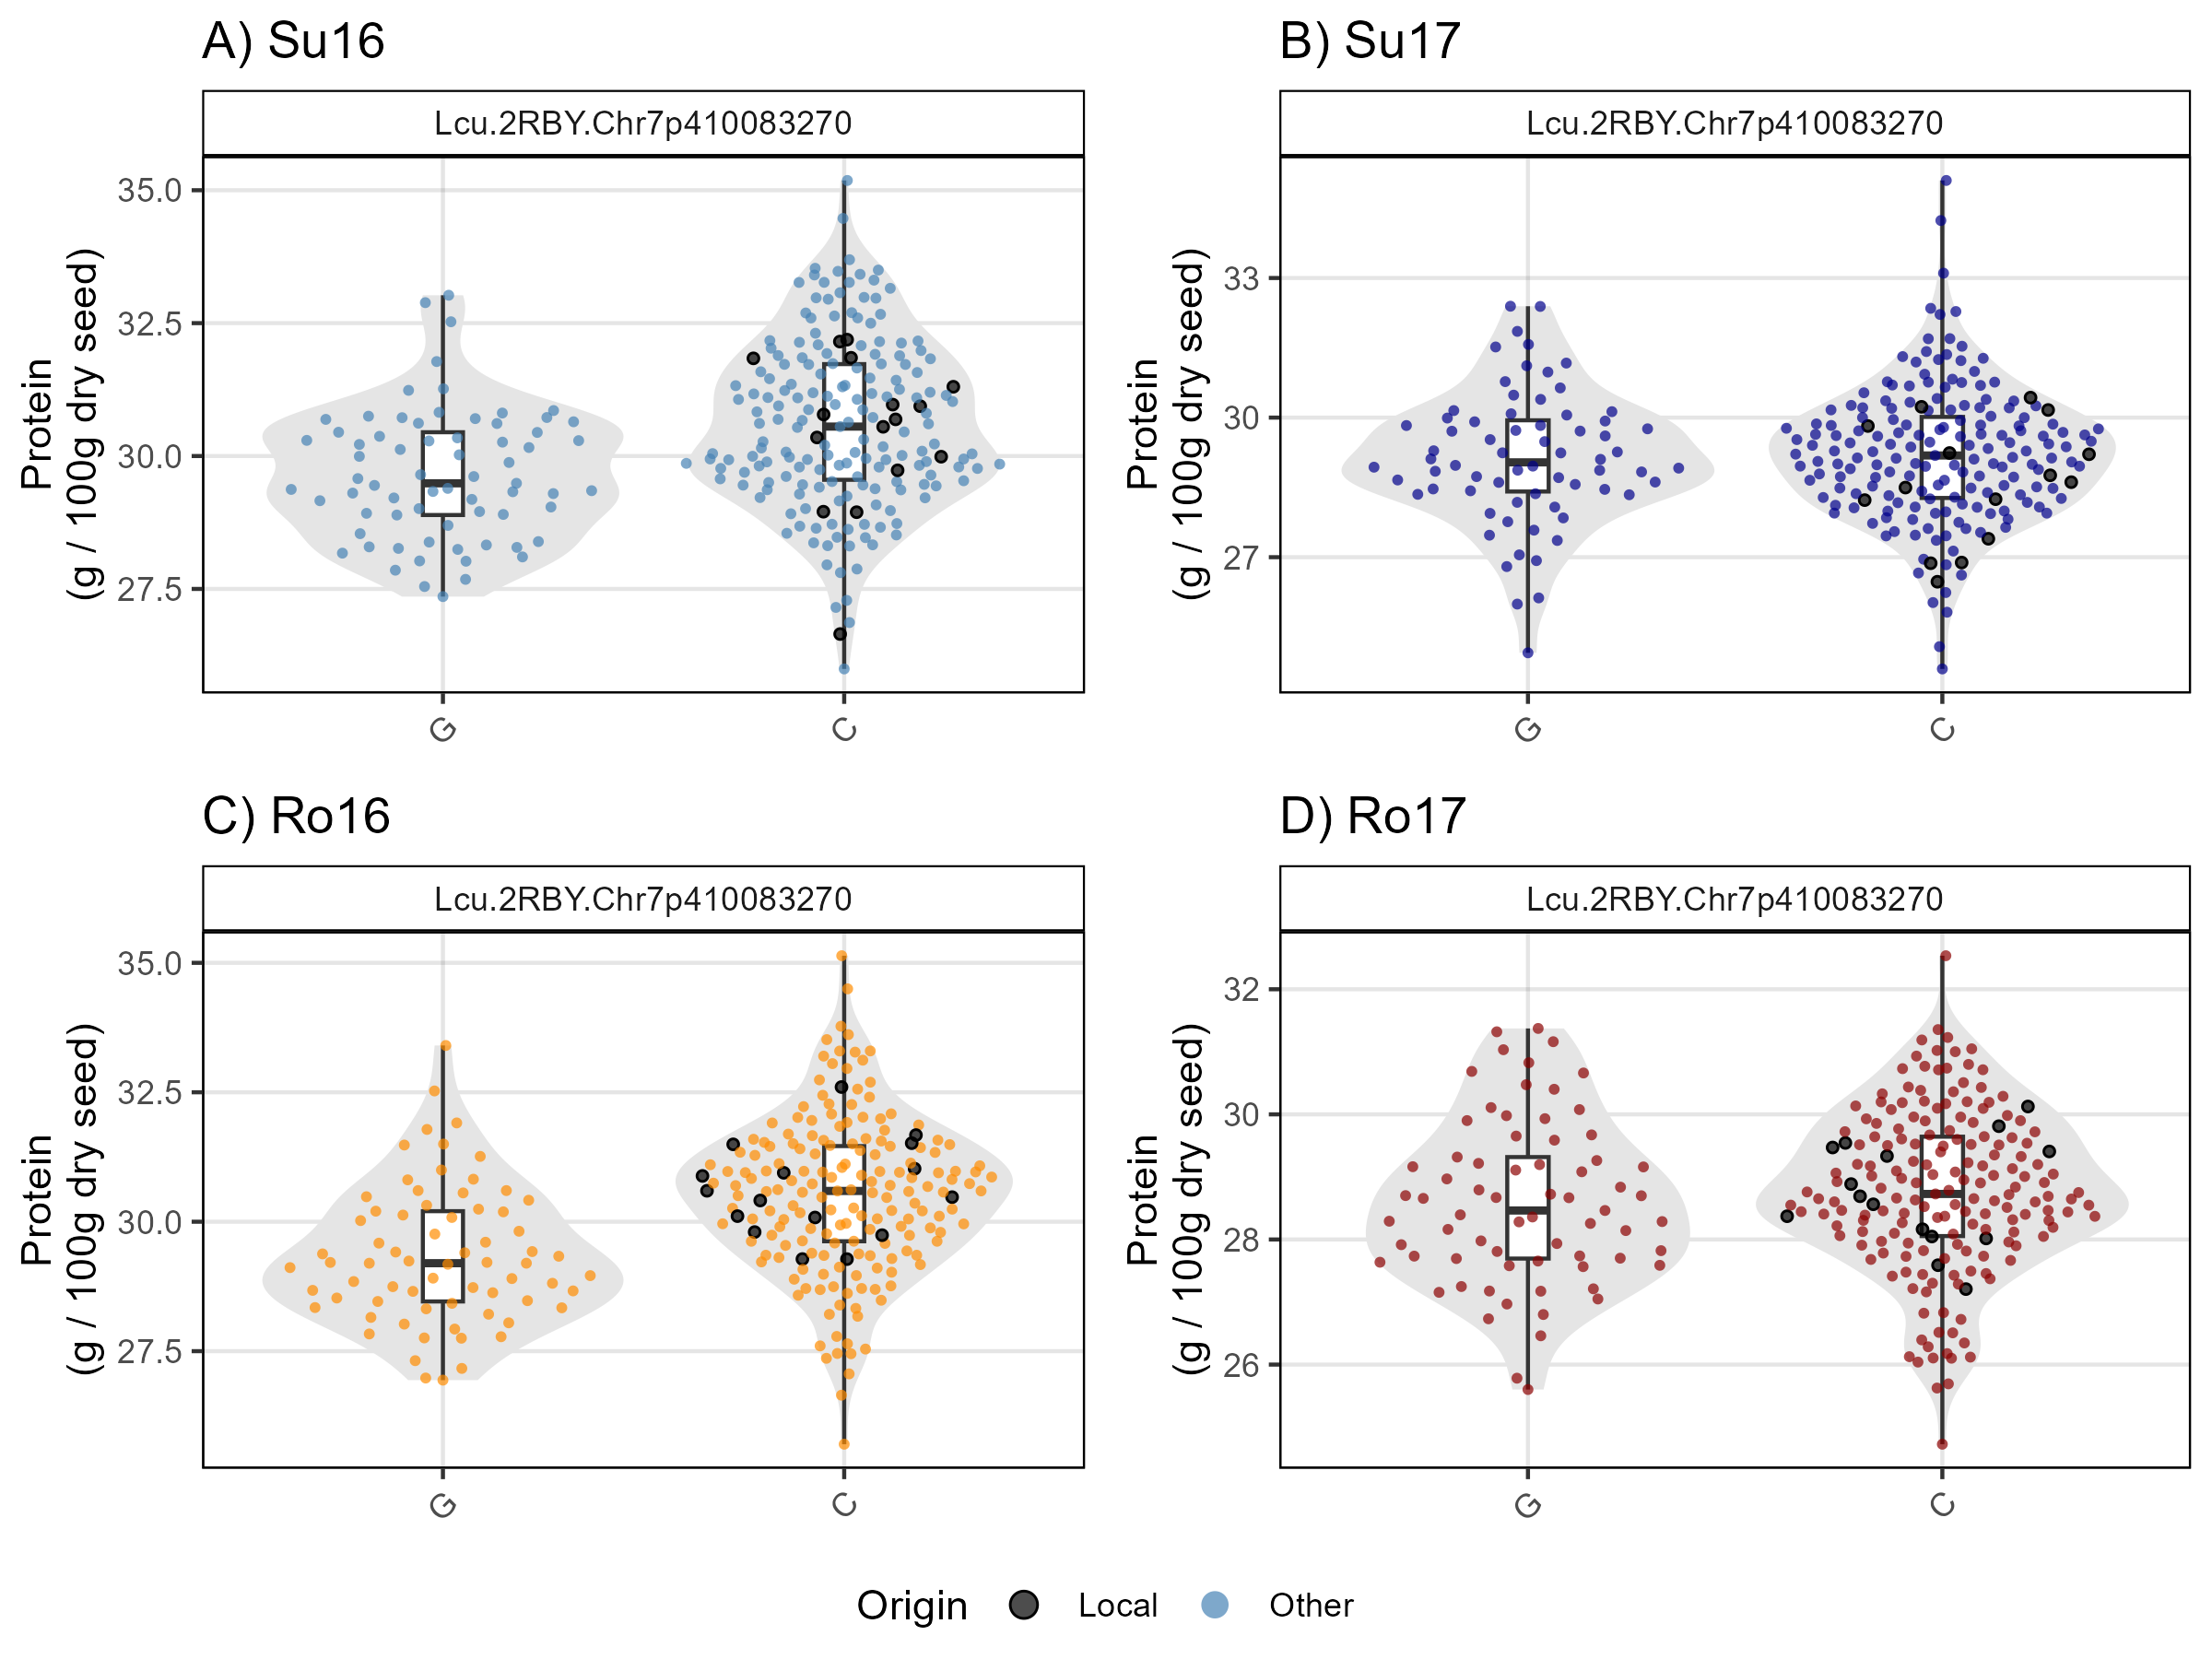 A) Su16
Lcu.2RBY.Chr7p410083270
Protein
(g / 100g dry seed)
35.0
32.5
30.0
27.5
G
C
B) Su17
Lcu.2RBY.Chr7p410083270
Protein
(g / 100g dry seed)
33
30
27
G
C
C) Ro16
Lcu.2RBY.Chr7p410083270
Protein
(g / 100g dry seed)
35.0
32.5
30.0
27.5
G
C
D) Ro17
Lcu.2RBY.Chr7p410083270
Protein
(g / 100g dry seed)
32
30
28
26
G
C
Origin Local Other